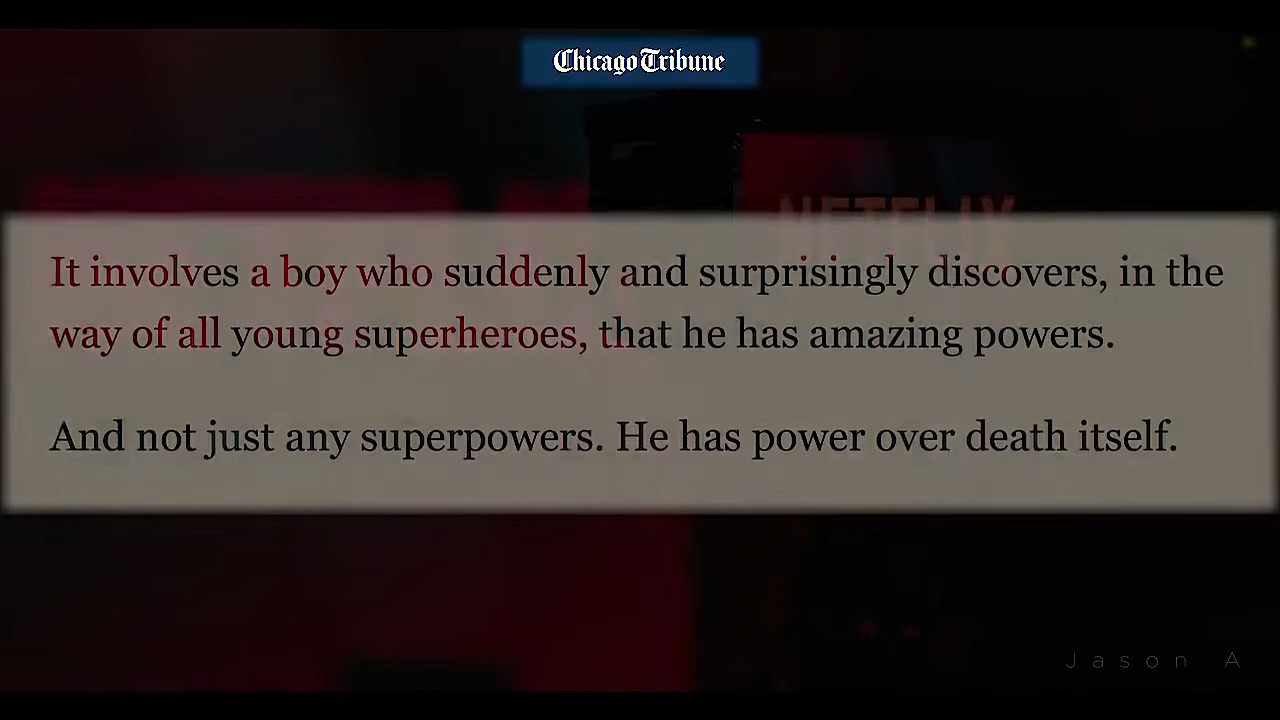 Chicago Tribune
NETFLIX
It involves a boy who suddenly and surprisingly discovers, in the
way of all young superheroes, that he has amazing powers.
And not just any superpowers. He has power over death itself.
Jason A